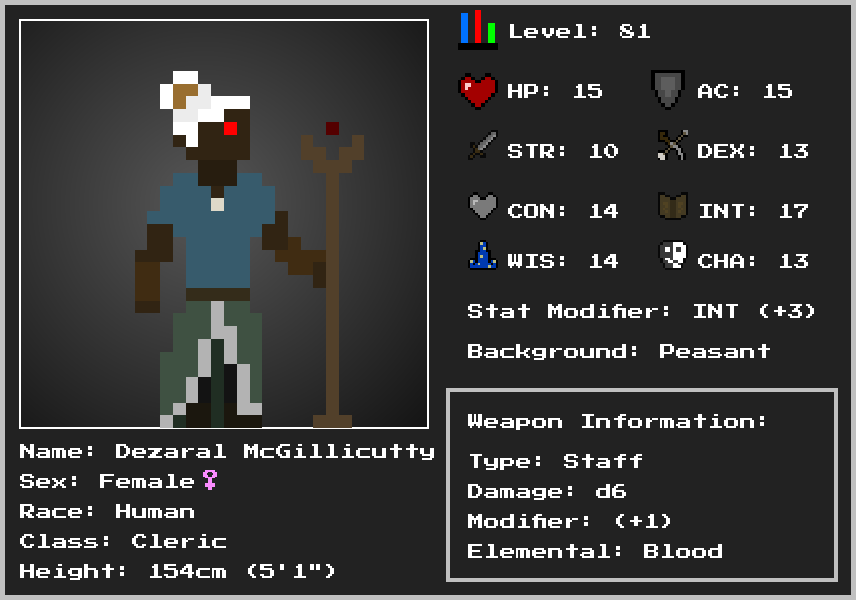 Level: 81
HP: 15 AC: 15
STR: 10 DEX: 13
CON: 14 INT: 17
WIS: 14 CHA: 13
Stat Modifier: INT (+3)
Background: Peasant
Weapon Information:
Type: Staff
Damage: d6
Modifier: (+1)
Elemental: Blood
Name: Dezaral McGillicutty
Sex: Female♀
Race: Human
Class: Cleric
Height: 154cm (5'1")